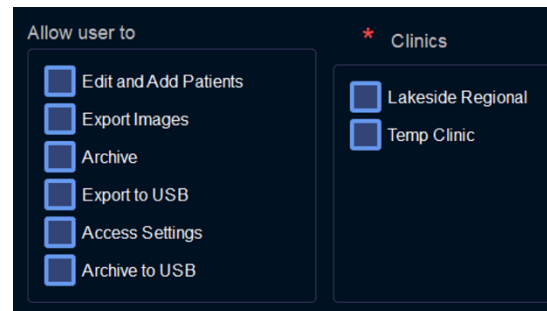 Allow user to
Edit and Add Patients
Export Images
Archive
Export to USB
Access Settings
Archive to USB
* Clinics
Lakeside Regional
Temp Clinic